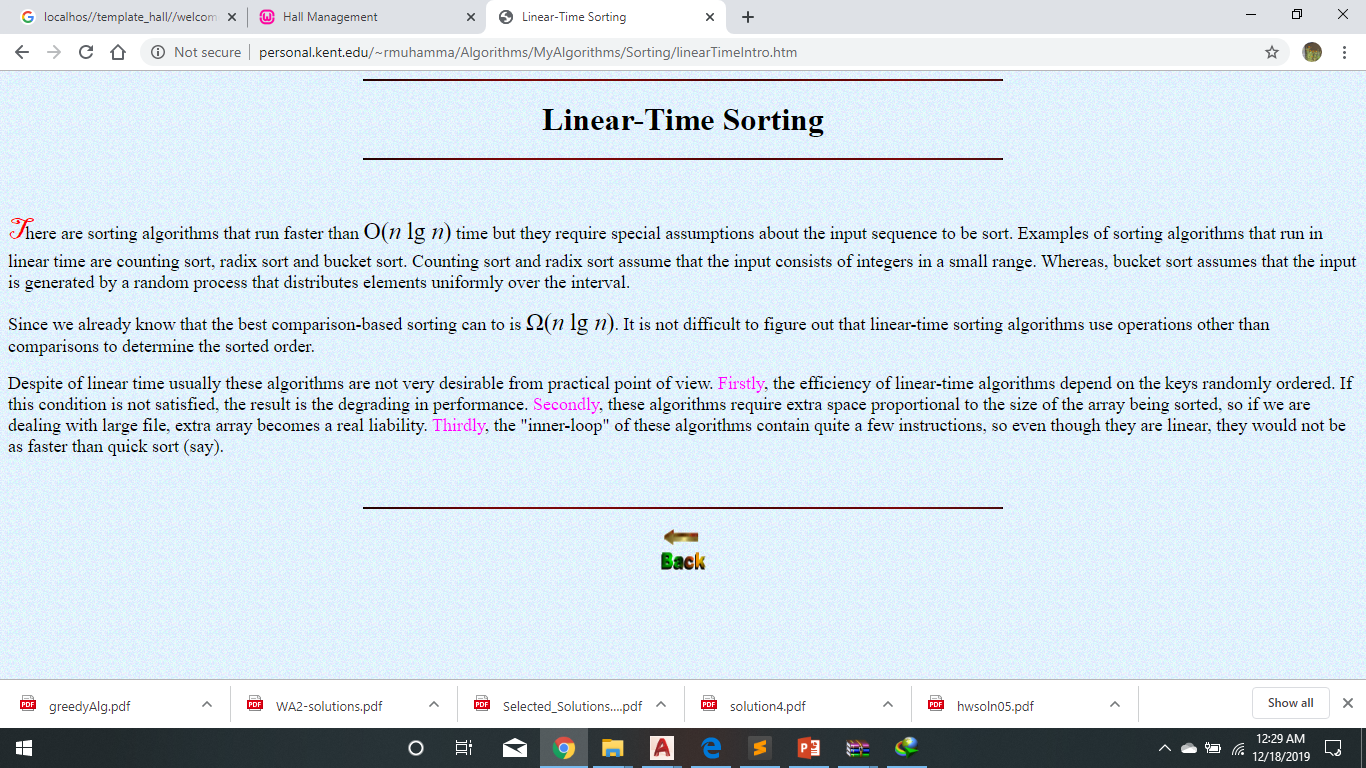 localhos//template_hall//welcom
Hall Management
Linear-Time Sorting
Not secure
personal.kent.edu/~rmuhamma/Algorithms/MyAlgorithms/Sorting/linearTimeIntro.htm
Linear-Time Sorting
There are sorting algorithms that run faster than O(n lg n) time but they require special assumptions about the input sequence to be sort. Examples of sorting algorithms that run in
linear time are counting sort, radix sort and bucket sort. Counting sort and radix sort assume that the input consists of integers in a small range. Whereas, bucket sort assumes that the input
is generated by a random process that distributes elements uniformly over the interval.
Since we already know that the best comparison-based sorting can to is Ω(n lg n). It is not difficult to figure out that linear-time sorting algorithms use operations other than
comparisons to determine the sorted order.
Despite of linear time usually these algorithms are not very desirable from practical point of view. Firstly, the efficiency of linear-time algorithms depend on the keys randomly ordered. If
this condition is not satisfied, the result is the degrading in performance. Secondly, these algorithms require extra space proportional to the size of the array being sorted, so if we are
dealing with large file, extra array becomes a real liability. Thirdly, the "inner-loop" of these algorithms contain quite a few instructions, so even though they are linear, they would not be
as faster than quick sort (say).
Back
greedyAlg.pdf
WA2-solutions.pdf
Selected_Solutions....pdf
solution4.pdf
hwsoln05.pdf
Show all
12:29 AM
12/18/2019